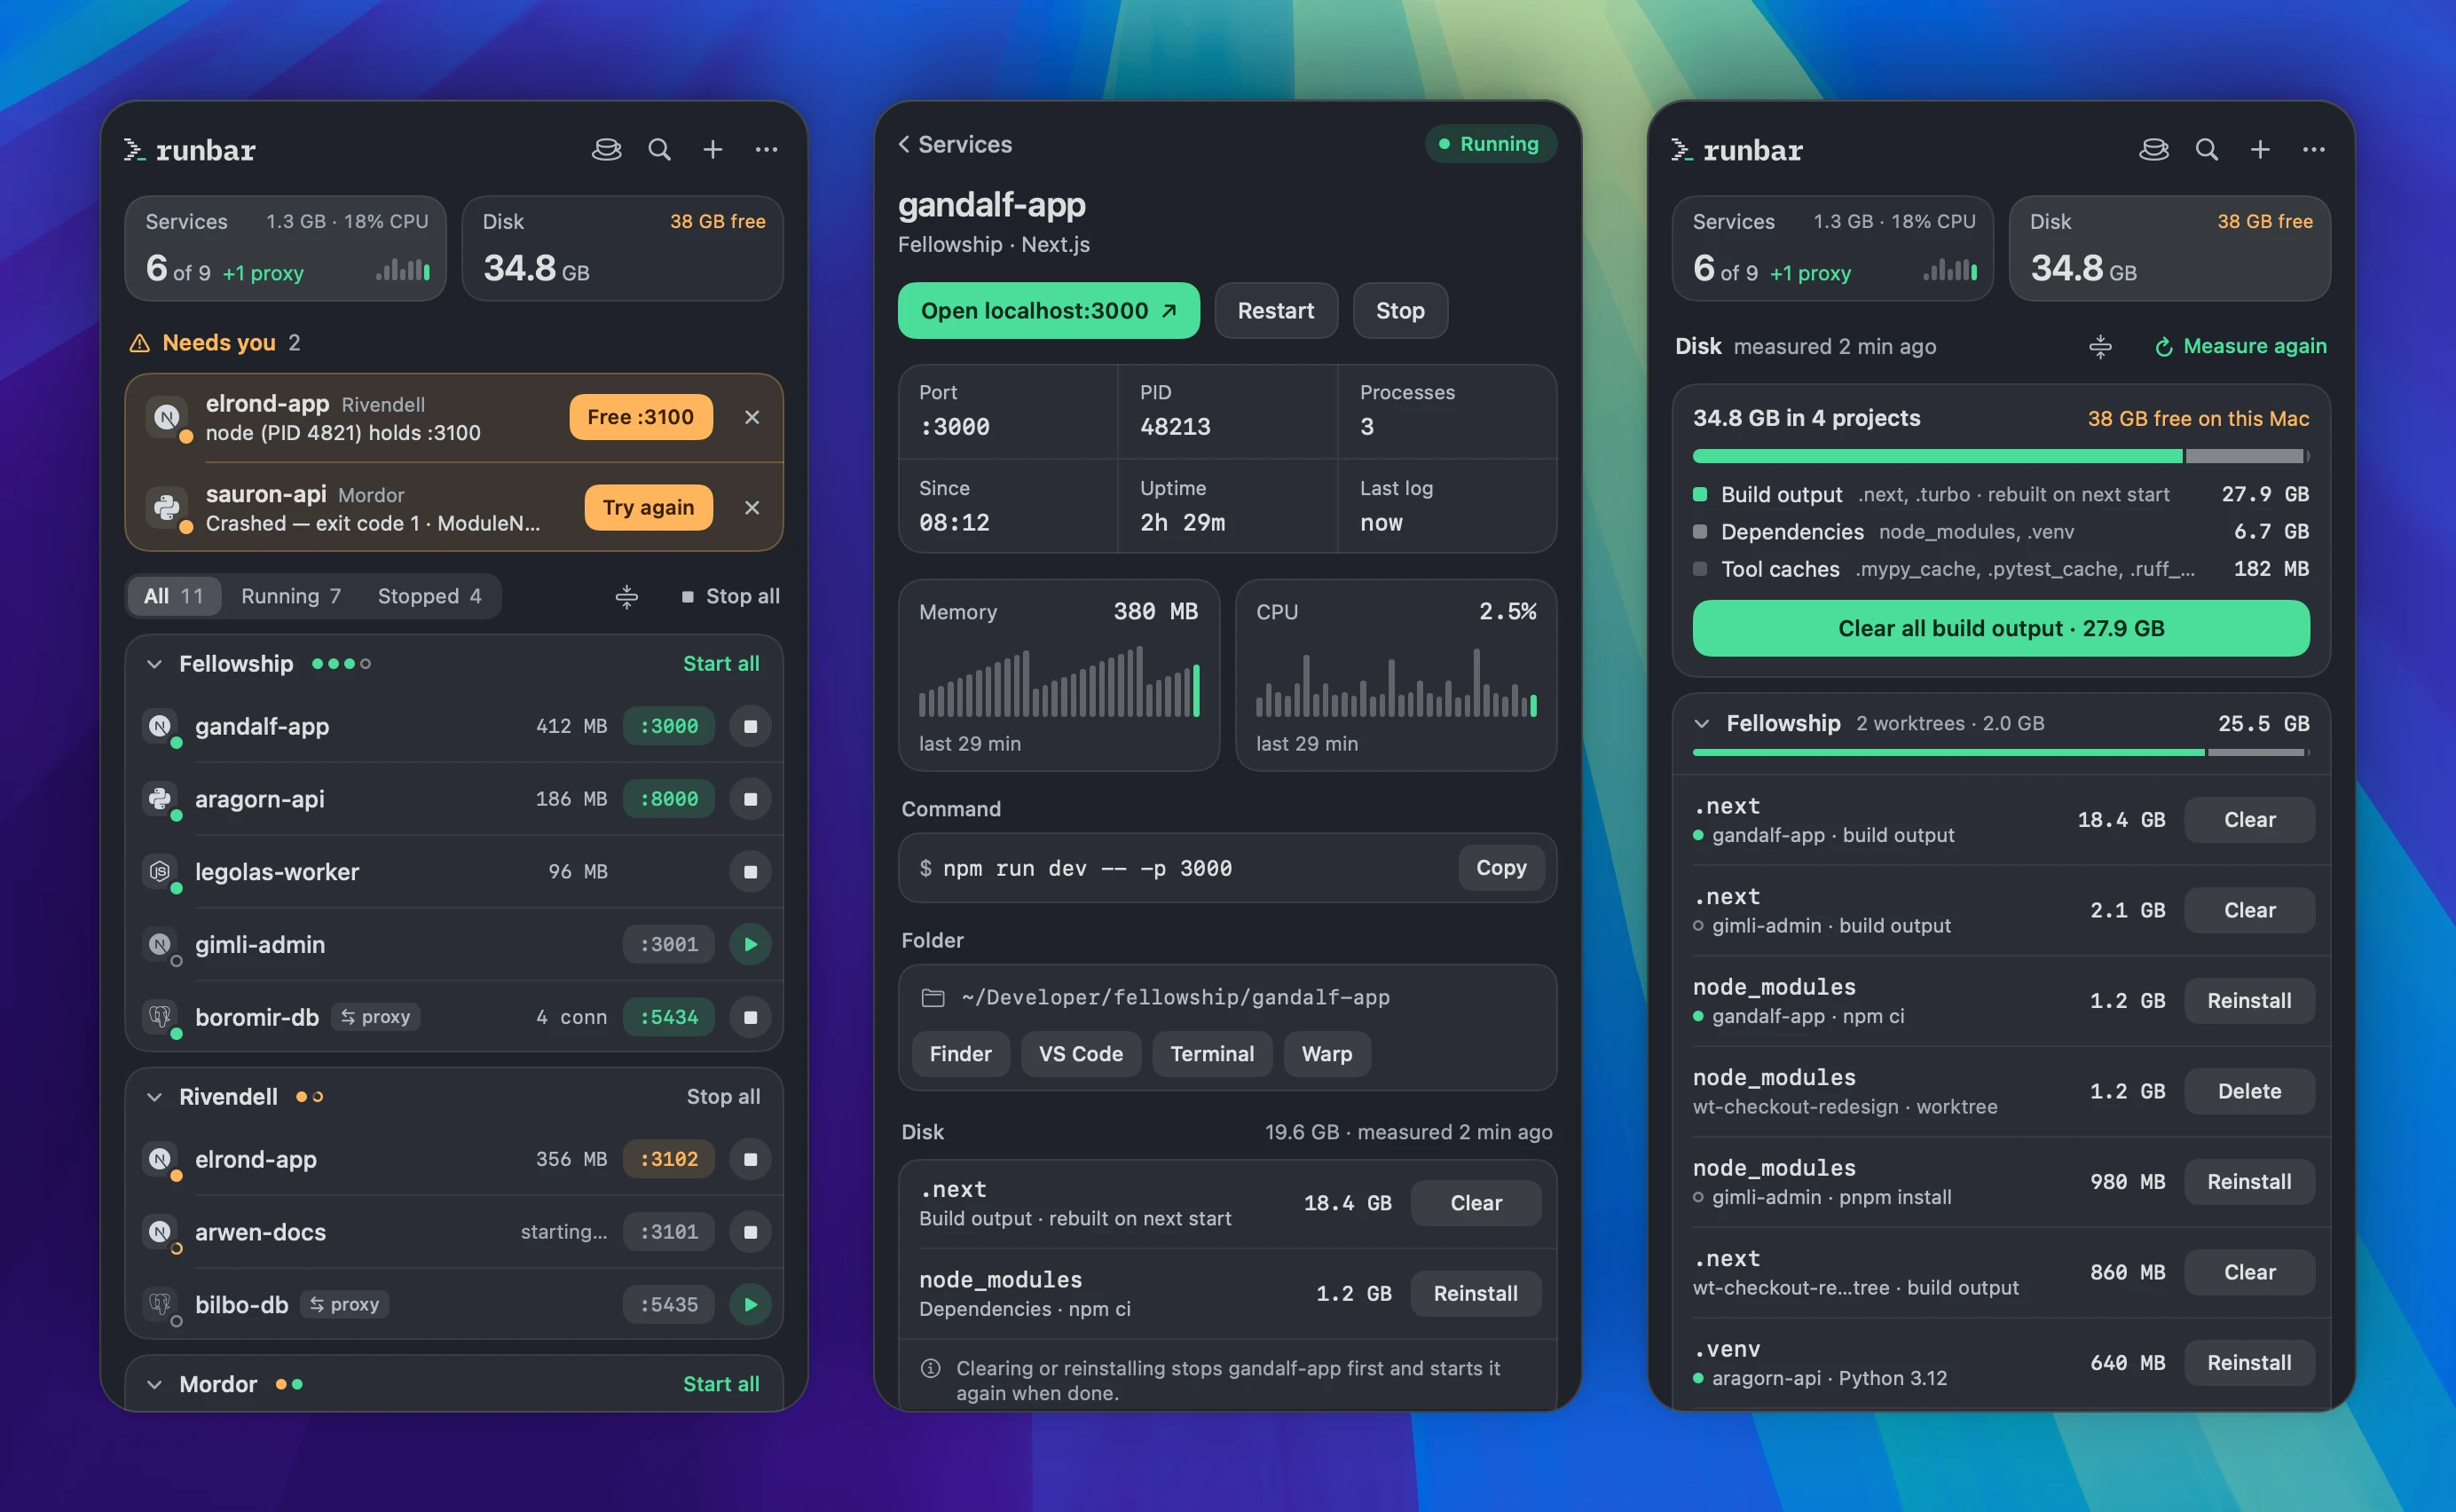 runbar
Services 1.3 GB · 18% CPU
6 of 9 +1 proxy
Disk 38 GB free
34.8 GB
Needs you 2
elrond-app Rivendell
node (PID 4821) holds :3100
Free :3100
sauron-api Mordor
Crashed — exit code 1 · ModuleN...
Try again
All 11 Running 7 Stopped 4
Stop all
Fellowship Start all
gandalf-app 412 MB :3000
aragorn-api 186 MB :8000
legolas-worker 96 MB
gimli-admin :3001
boromir-db proxy 4 conn :5434
Rivendell Stop all
elrond-app 356 MB :3102
arwen-docs starting... :3101
bilbo-db proxy :5435
Mordor Start all
Services Running
gandalf-app
Fellowship · Next.js
Open localhost:3000 Restart Stop
Port PID Processes
:3000 48213 3
Since Uptime Last log
08:12 2h 29m now
Memory 380 MB
last 29 min
CPU 2.5%
last 29 min
Command
$ npm run dev -- -p 3000 Copy
Folder
~/Developer/fellowship/gandalf-app
Finder VS Code Terminal Warp
Disk 19.6 GB · measured 2 min ago
.next
Build output · rebuilt on next start
18.4 GB Clear
node_modules
Dependencies · npm ci
1.2 GB Reinstall
Clearing or reinstalling stops gandalf-app first and starts it
again when done.
runbar
Services 1.3 GB · 18% CPU
6 of 9 +1 proxy
Disk 38 GB free
34.8 GB
Disk measured 2 min ago Measure again
34.8 GB in 4 projects 38 GB free on this Mac
Build output .next, .turbo · rebuilt on next start 27.9 GB
Dependencies node_modules, .venv 6.7 GB
Tool caches .mypy_cache, .pytest_cache, .ruff_... 182 MB
Clear all build output · 27.9 GB
Fellowship 2 worktrees · 2.0 GB 25.5 GB
.next
gandalf-app · build output
18.4 GB Clear
.next
gimli-admin · build output
2.1 GB Clear
node_modules
gandalf-app · npm ci
1.2 GB Reinstall
node_modules
wt-checkout-redesign · worktree
1.2 GB Delete
node_modules
gimli-admin · pnpm install
980 MB Reinstall
.next
wt-checkout-re...tree · build output
860 MB Clear
.venv
aragorn-api · Python 3.12
640 MB Reinstall